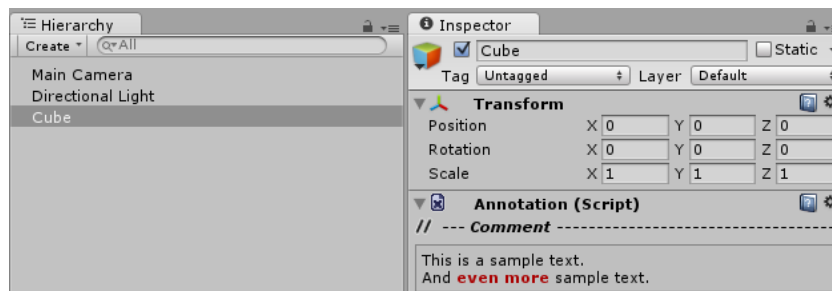 Hierarchy
Create
All
Main Camera
Directional Light
Cube
Inspector
Cube
Static
Tag Untagged Layer Default
Transform
Position X 0 Y 0 Z 0
Rotation X 0 Y 0 Z 0
Scale X 1 Y 1 Z 1
Annotation (Script)
// --- Comment ------------------------------------
This is a sample text.
And even more sample text.